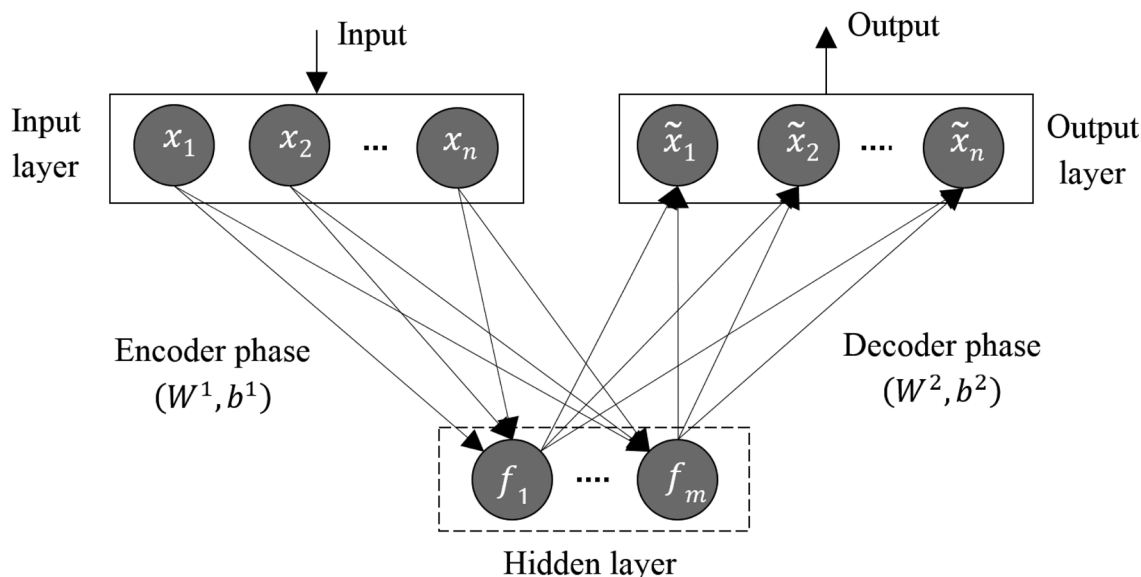 Input
Output
Input
layer
x₁ x₂ ... xₙ
x̃₁ x̃₂ .... x̃ₙ
Output
layer
Encoder phase
(W¹, b¹)
Decoder phase
(W², b²)
f₁ .... fₘ
Hidden layer